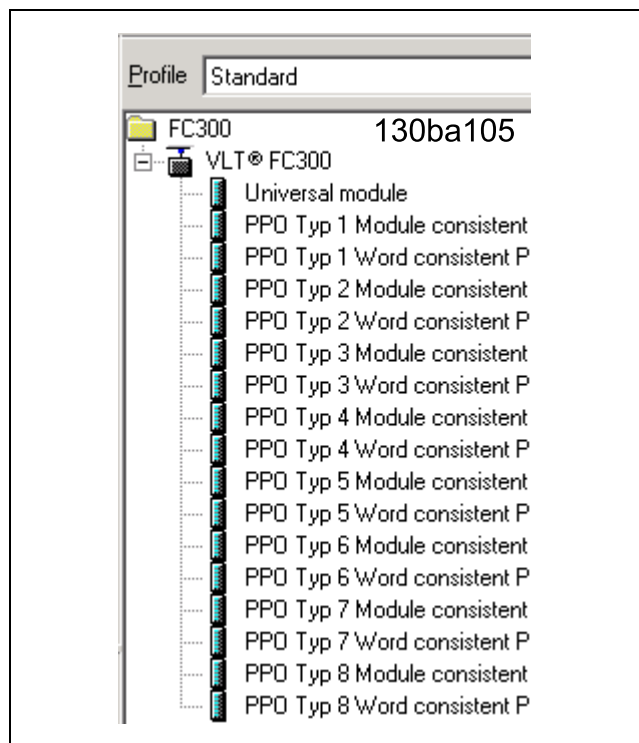 Profile Standard
FC300 130ba105
VLT® FC300
Universal module
PPO Typ 1 Module consistent
PPO Typ 1 Word consistent P
PPO Typ 2 Module consistent
PPO Typ 2 Word consistent P
PPO Typ 3 Module consistent
PPO Typ 3 Word consistent P
PPO Typ 4 Module consistent
PPO Typ 4 Word consistent P
PPO Typ 5 Module consistent
PPO Typ 5 Word consistent P
PPO Typ 6 Module consistent
PPO Typ 6 Word consistent P
PPO Typ 7 Module consistent
PPO Typ 7 Word consistent P
PPO Typ 8 Module consistent
PPO Typ 8 Word consistent P